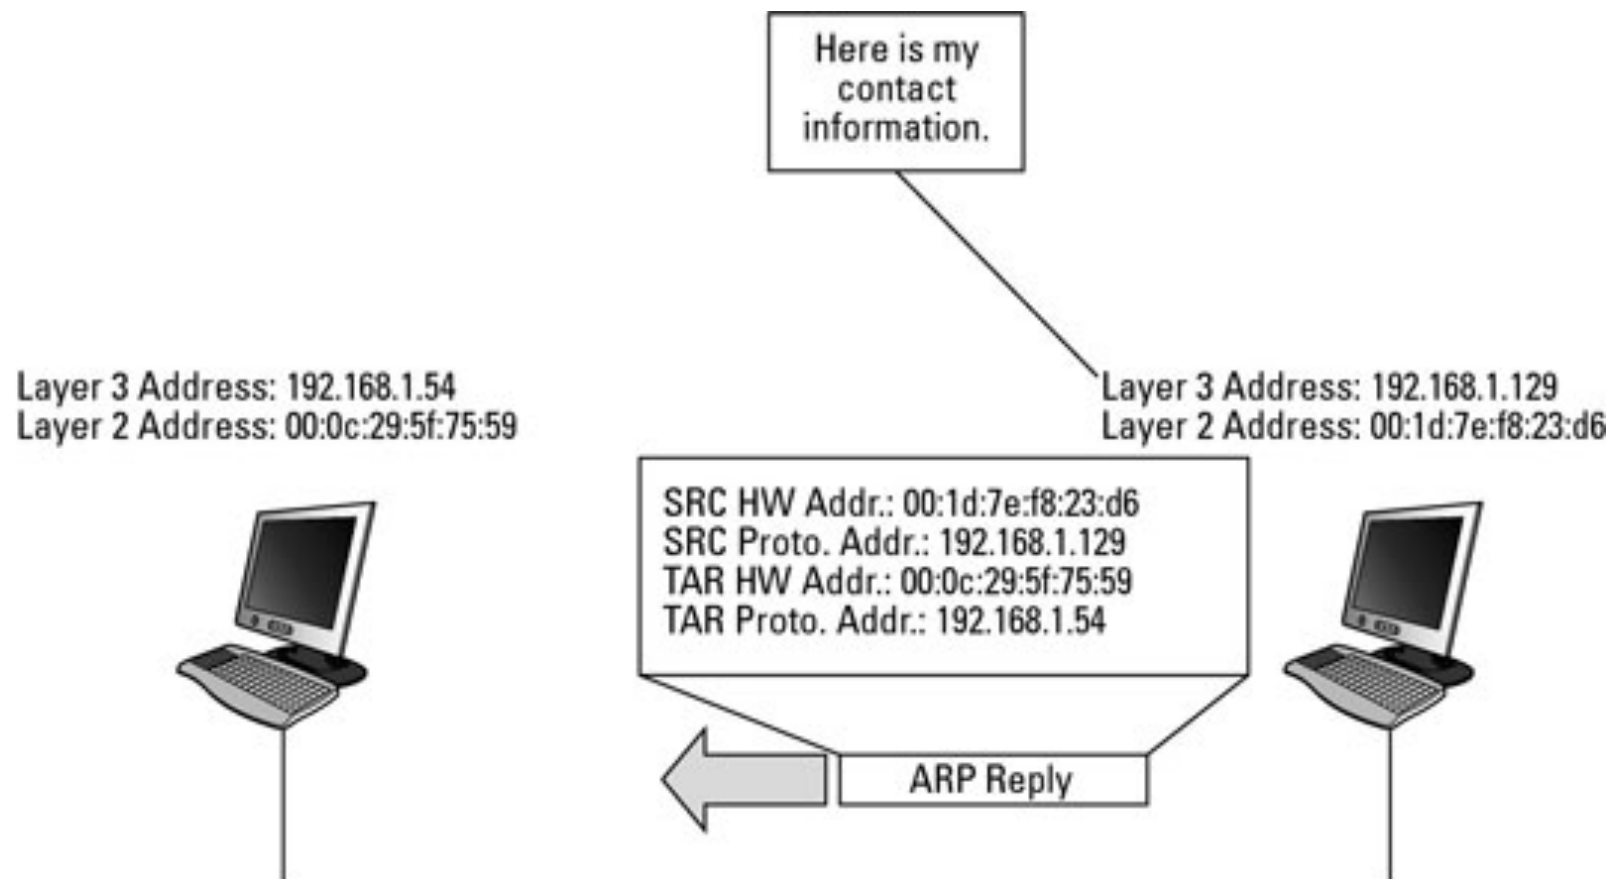 Here is my
contact
information.
Layer 3 Address: 192.168.1.54
Layer 2 Address: 00:0c:29:5f:75:59
Layer 3 Address: 192.168.1.129
Layer 2 Address: 00:1d:7e:f8:23:d6
SRC HW Addr.: 00:1d:7e:f8:23:d6
SRC Proto. Addr.: 192.168.1.129
TAR HW Addr.: 00:0c:29:5f:75:59
TAR Proto. Addr.: 192.168.1.54
ARP Reply